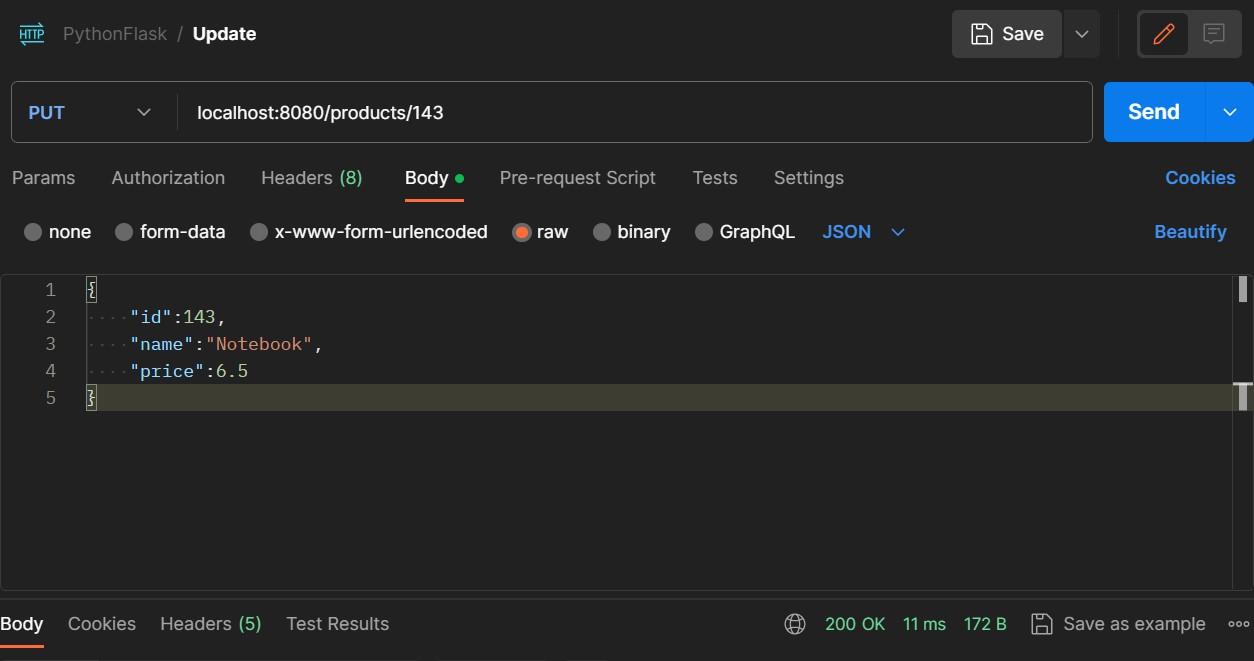 HTTP PythonFlask / Update Save
PUT localhost:8080/products/143 Send
Params Authorization Headers (8) Body Pre-request Script Tests Settings Cookies
none form-data x-www-form-urlencoded raw binary GraphQL JSON Beautify
1 {
2 ····"id":143,
3 ····"name":"Notebook",
4 ····"price":6.5
5 }
Body Cookies Headers (5) Test Results 200 OK 11 ms 172 B Save as example